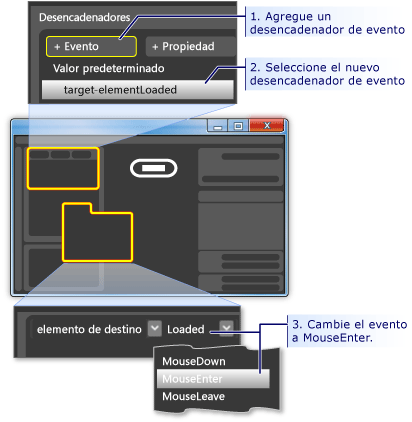 Desencadenadores
+ Evento
+ Propiedad
Valor predeterminado
target-elementLoaded
1. Agregue un
desencadenador de evento
2. Seleccione el nuevo
desencadenador de evento
elemento de destino
Loaded
MouseDown
MouseEnter
MouseLeave
3. Cambie el evento
a MouseEnter.